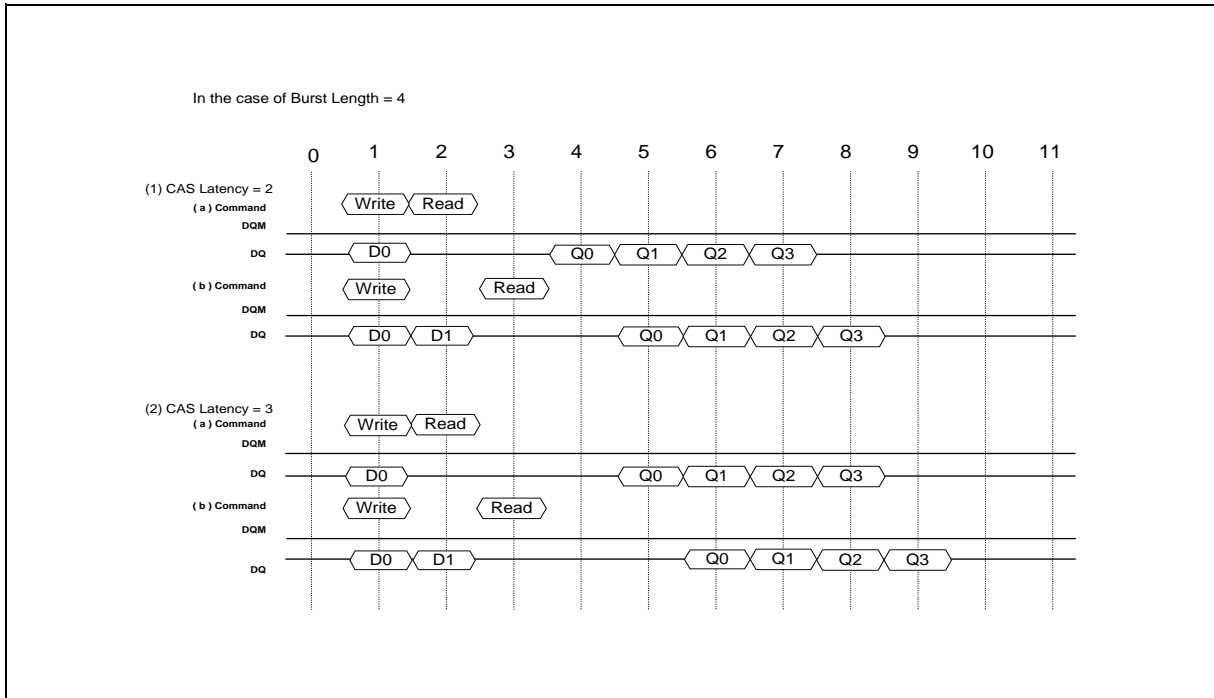 In the case of Burst Length = 4
0 1 2 3 4 5 6 7 8 9 10 11
(1) CAS Latency = 2
( a ) Command Write Read
DQM
DQ D0 Q0 Q1 Q2 Q3
( b ) Command Write Read
DQM
DQ D0 D1 Q0 Q1 Q2 Q3
(2) CAS Latency = 3
( a ) Command Write Read
DQM
DQ D0 Q0 Q1 Q2 Q3
( b ) Command Write Read
DQM
DQ D0 D1 Q0 Q1 Q2 Q3